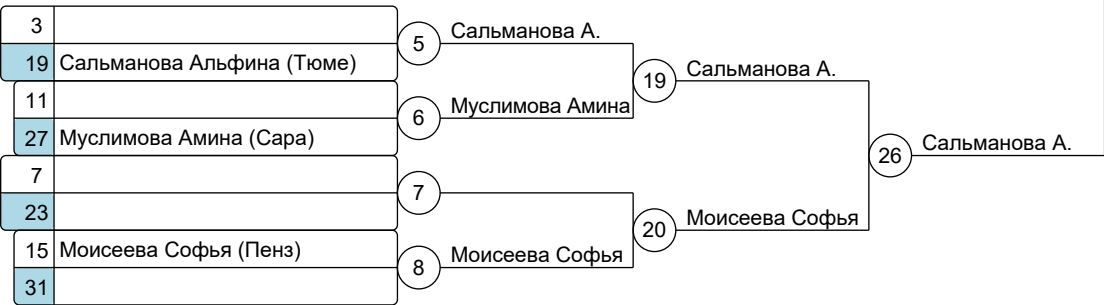 3
19 Сальманова Альфина (Тюме)
11
27 Муслимова Амина (Сара)
7
23
15 Моисеева Софья (Пенз)
31
5 Сальманова А.
6 Муслимова Амина
7
8 Моисеева Софья
19 Сальманова А.
20 Моисеева Софья
26 Сальманова А.